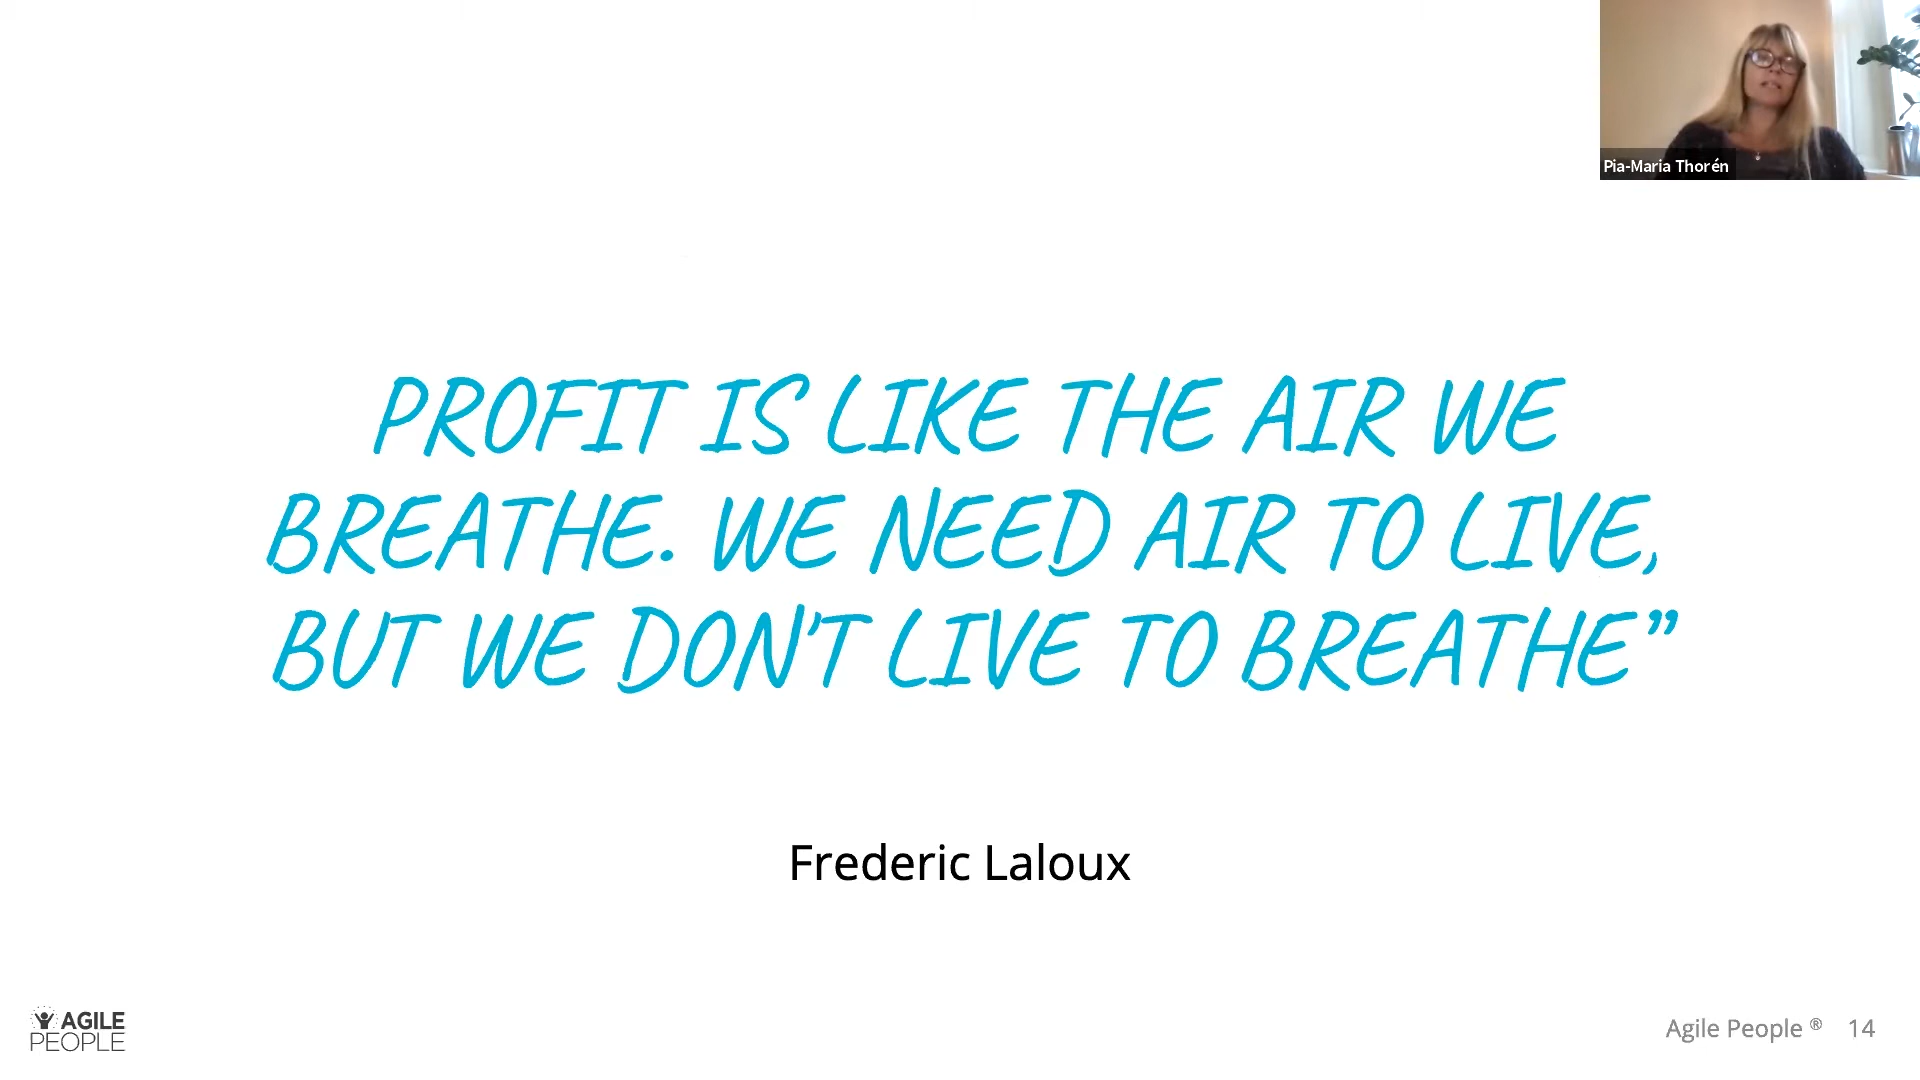 Pia-Maria Thorén
PROFIT IS LIKE THE AIR WE
BREATHE. WE NEED AIR TO LIVE,
BUT WE DON'T LIVE TO BREATHE”
Frederic Laloux
AGILE
PEOPLE
Agile People ® 14